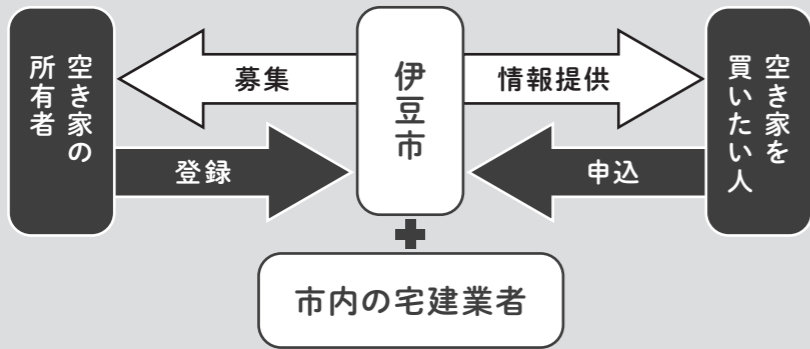 空き家の
所有者
募集
登録
伊豆市
情報提供
申込
空き家を
買いたい人
市内の宅建業者